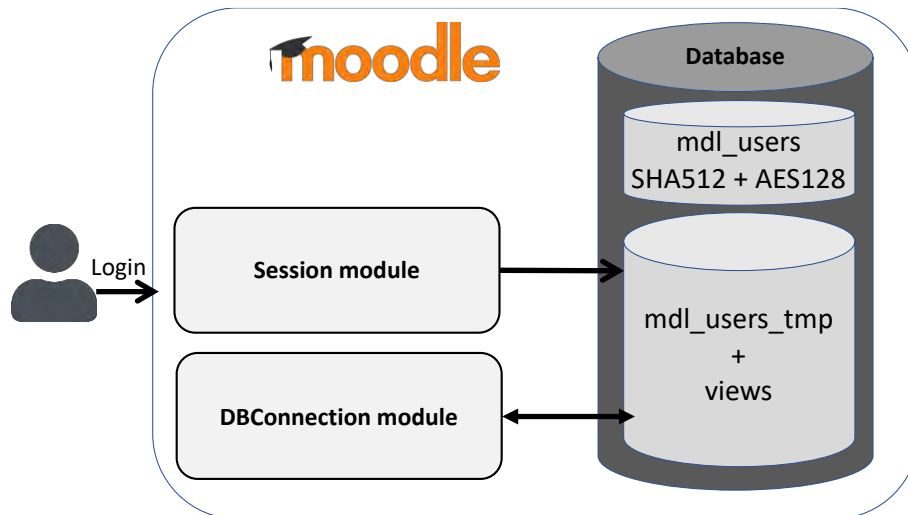 moodle
Database
mdl_users
SHA512 + AES128
Login
Session module
mdl_users_tmp
+
views
DBConnection module